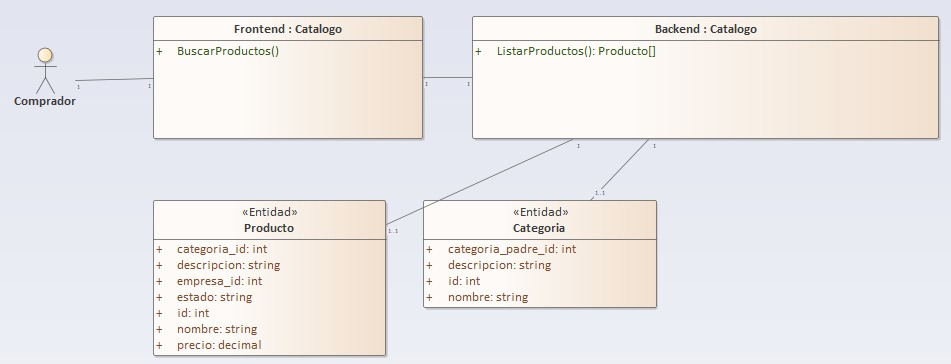 Frontend : Catalogo
+ BuscarProductos()
Backend : Catalogo
+ ListarProductos(): Producto[]
Comprador
1
1
1
1
1
1
1..1
1..1
«Entidad»
Producto
+ categoria_id: int
+ descripcion: string
+ empresa_id: int
+ estado: string
+ id: int
+ nombre: string
+ precio: decimal
«Entidad»
Categoria
+ categoria_padre_id: int
+ descripcion: string
+ id: int
+ nombre: string